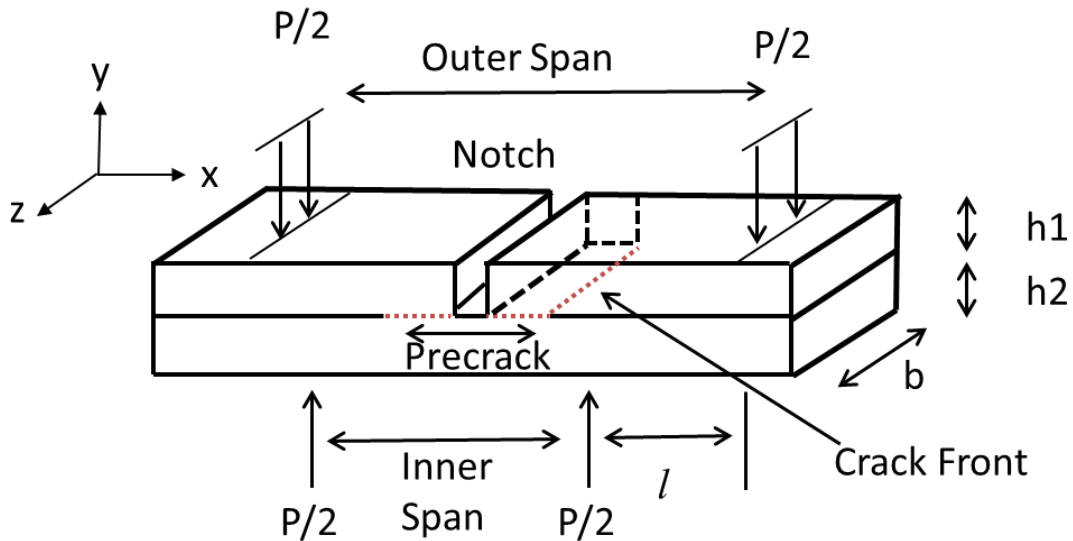 P/2
P/2
Outer Span
y
Notch
x
z
h1
h2
Precrack
b
Inner
Span
l
Crack Front
P/2
P/2